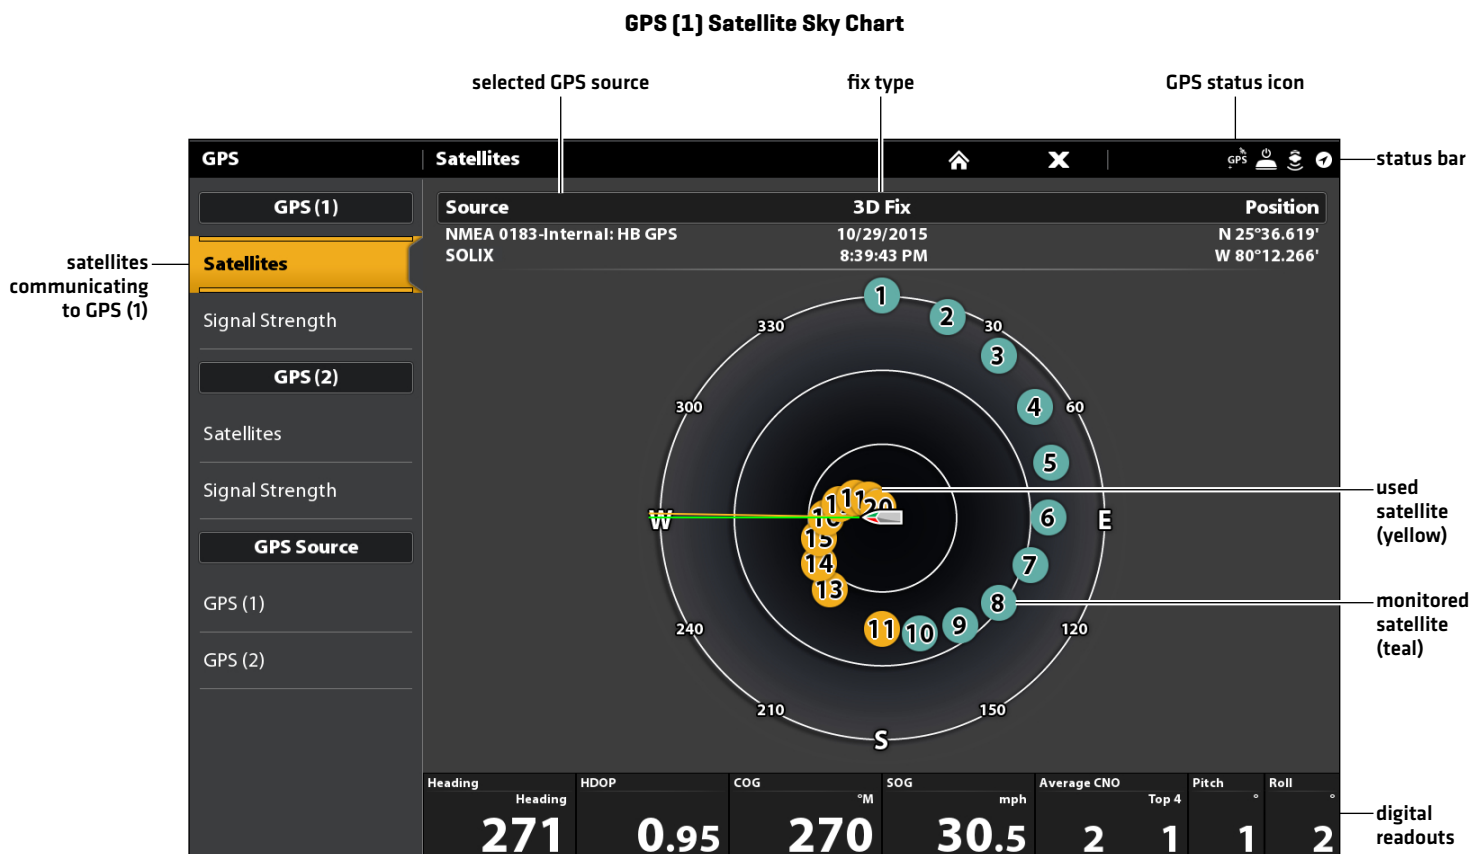 GPS (1) Satellite Sky Chart
selected GPS source
fix type
GPS status icon
GPS
Satellites
GPS
status bar
GPS (1)
Source
3D Fix
Position
NMEA 0183-Internal: HB GPS
10/29/2015
N 25°36.619'
SOLIX
8:39:43 PM
W 80°12.266'
satellites
communicating
to GPS (1)
Satellites
Signal Strength
GPS (2)
Satellites
Signal Strength
GPS Source
GPS (1)
GPS (2)
1
2
330
30
3
300
4
60
5
used
satellite
(yellow)
20
W
6
E
15
14
7
13
8
monitored
satellite
(teal)
240
11
10
9
120
210
150
S
Heading
HDOP
COG
SOG
Average CNO
Pitch
Roll
Heading
°M
mph
Top 4
°
°
271
0.95
270
30.5
2
1
1
2
digital
readouts